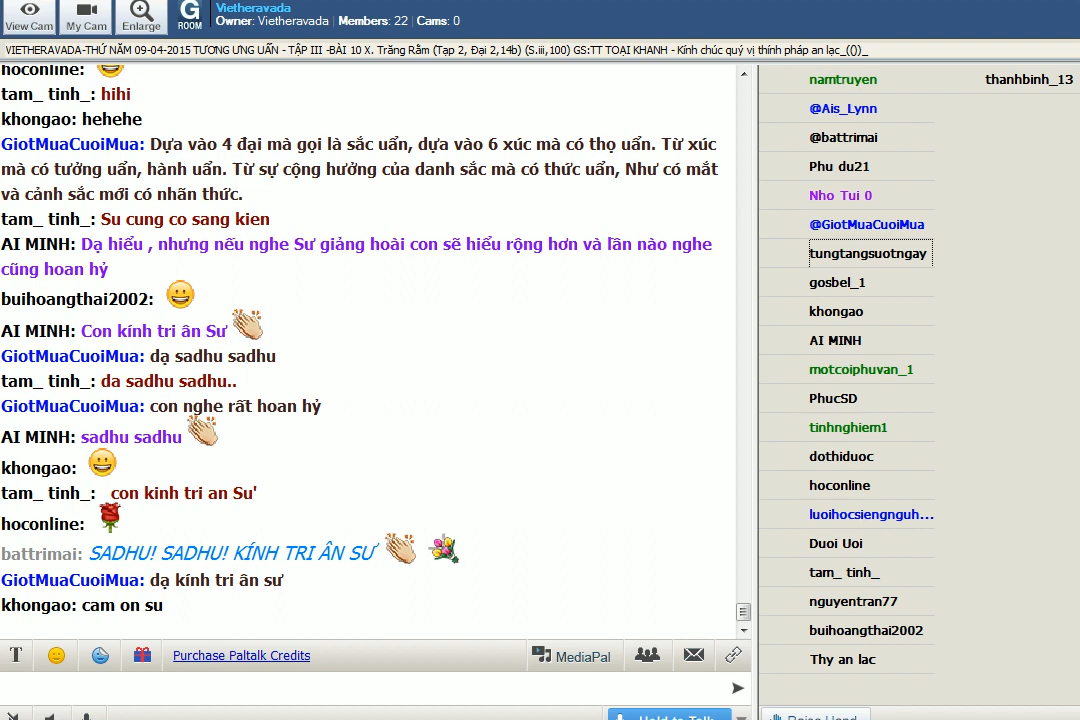 View Cam
My Cam
Enlarge
G
ROOM
Vietheravada
Owner: Vietheravada | Members: 22 | Cams: 0
VIETHERAVADA-THỨ NĂM 09-04-2015 TƯƠNG ƯNG UẨN - TẬP III -BÀI 10 X. Trăng Rằm (Tạp 2, Đại 2,14b) (S.iii,100) GS:TT TOẠI KHANH - Kính chúc quý vị thính pháp an lạc_(())_
hoconline:
tam_ tinh_: hihi
khongao: hehehe
GiotMuaCuoiMua: Dựa vào 4 đại mà gọi là sắc uẩn, dựa vào 6 xúc mà có thọ uẩn. Từ xúc
mà có tưởng uẩn, hành uẩn. Từ sự cộng hưởng của danh sắc mà có thức uẩn, Như có mắt
và cảnh sắc mới có nhãn thức.
tam_ tinh_: Su cung co sang kien
AI MINH: Dạ hiểu , nhưng nếu nghe Sư giảng hoài con sẽ hiểu rộng hơn và lần nào nghe
cũng hoan hỷ
buihoangthai2002:
AI MINH: Con kính tri ân Sư
GiotMuaCuoiMua: dạ sadhu sadhu
tam_ tinh_: da sadhu sadhu..
GiotMuaCuoiMua: con nghe rất hoan hỷ
AI MINH: sadhu sadhu
khongao:
tam_ tinh_: con kinh tri an Su'
hoconline:
battrimai: SADHU! SADHU! KÍNH TRI ÂN SƯ
GiotMuaCuoiMua: dạ kính tri ân sư
khongao: cam on su
T
Purchase Paltalk Credits
MediaPal
Hold to Talk
namtruyen
thanhbinh_13
@Ais_Lynn
@battrimai
Phu du21
Nho Tui 0
@GiotMuaCuoiMua
tungtangsuotngay
gosbel_1
khongao
AI MINH
motcoiphuvan_1
PhucSD
tinhnghiem1
dothiduoc
hoconline
luoihocsiengnguh...
Duoi Uoi
tam_ tinh_
nguyentran77
buihoangthai2002
Thy an lac
Raise Hand